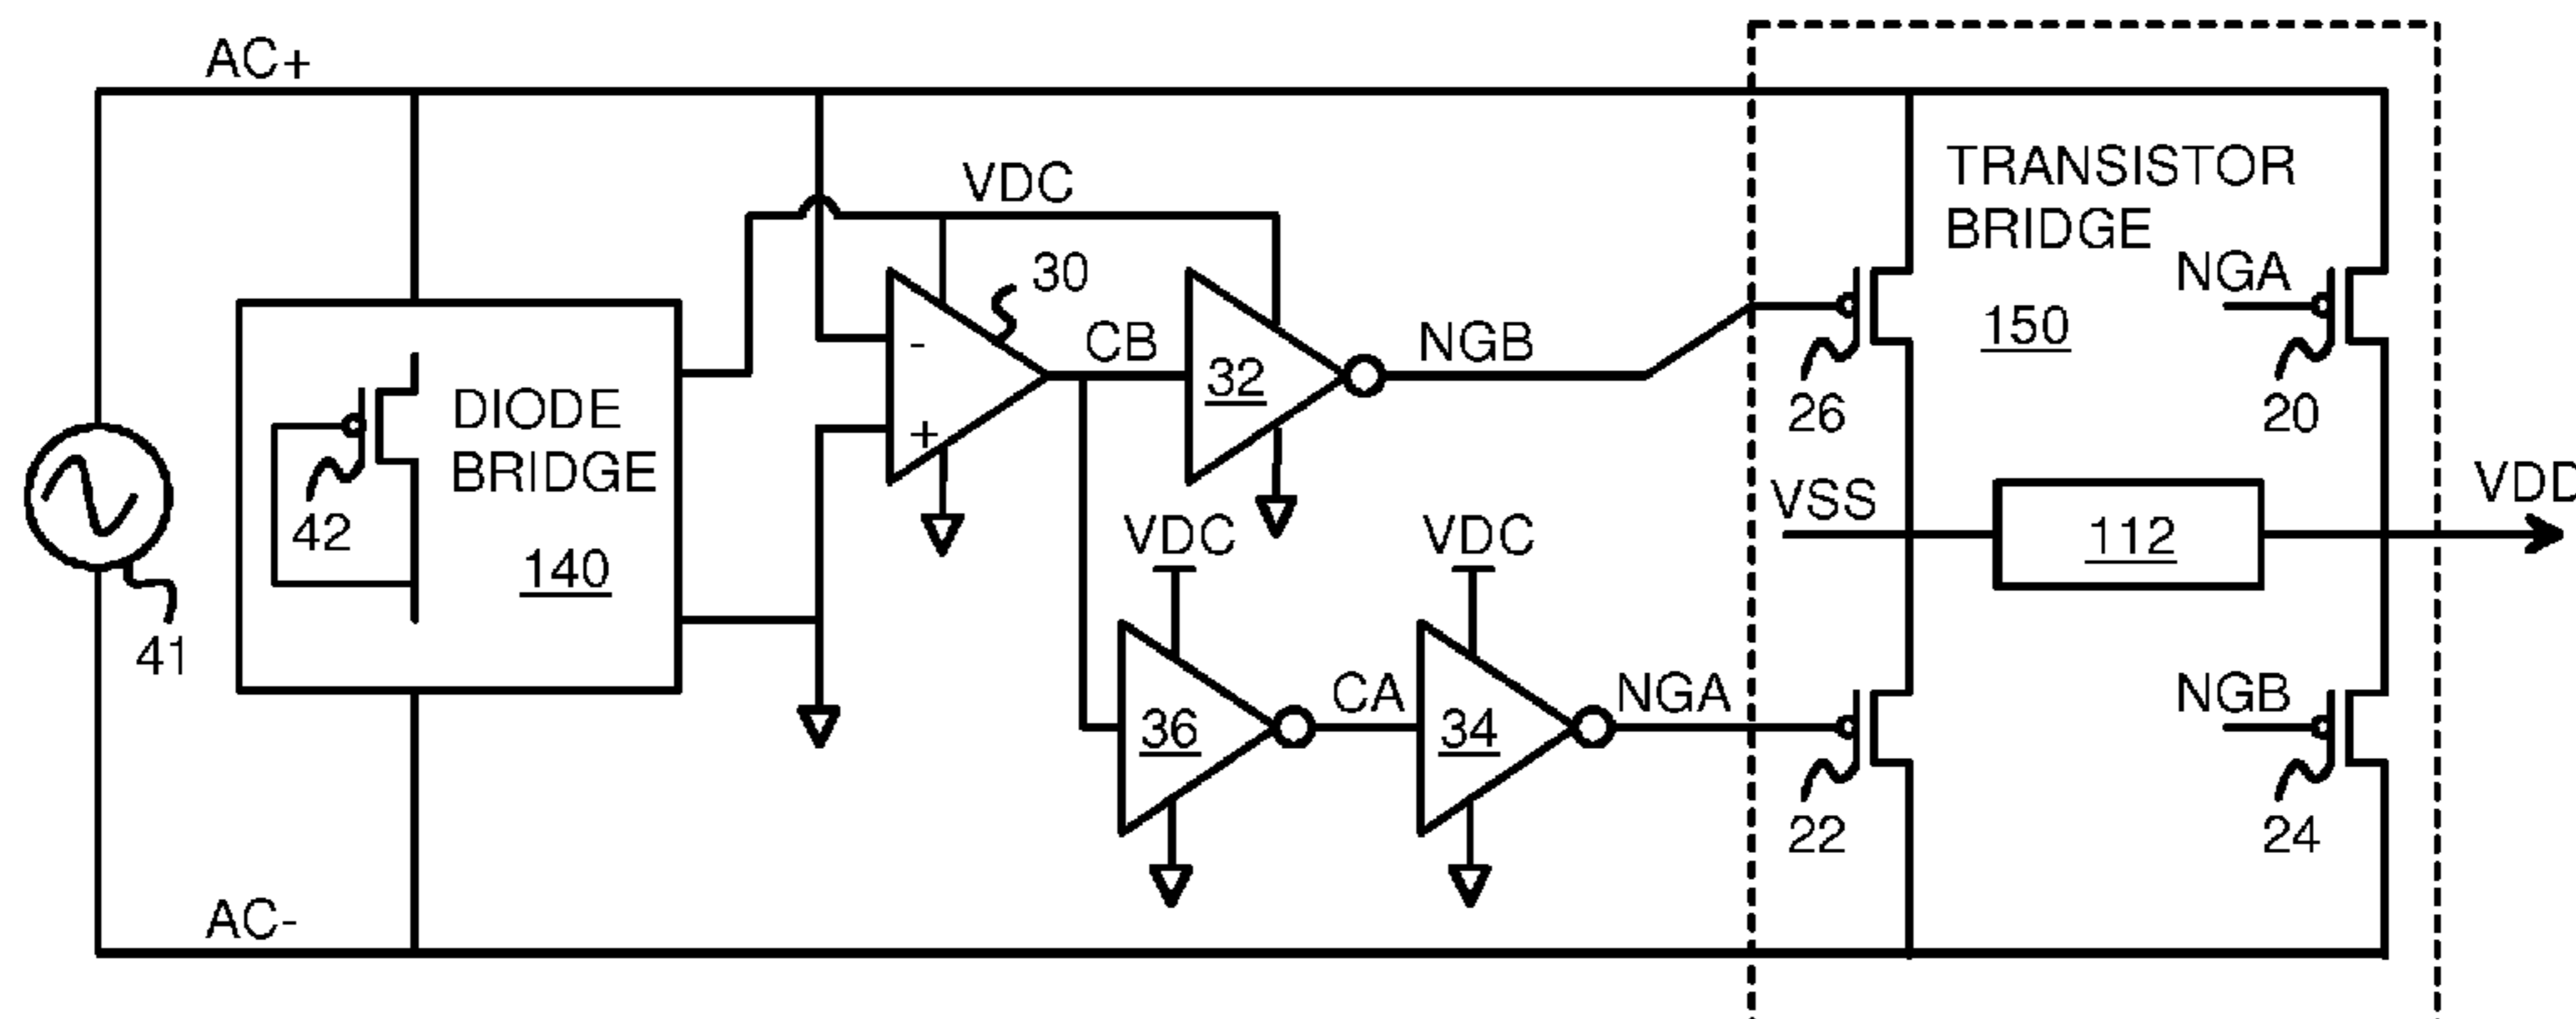 AC+
VDC
TRANSISTOR
BRIDGE
30
NGA
150
CB
NGB
-
32
+
DIODE
BRIDGE
26
20
42
140
VDC
VDC
VSS
112
VDD
41
36
CA
34
NGA
NGB
22
24
AC-